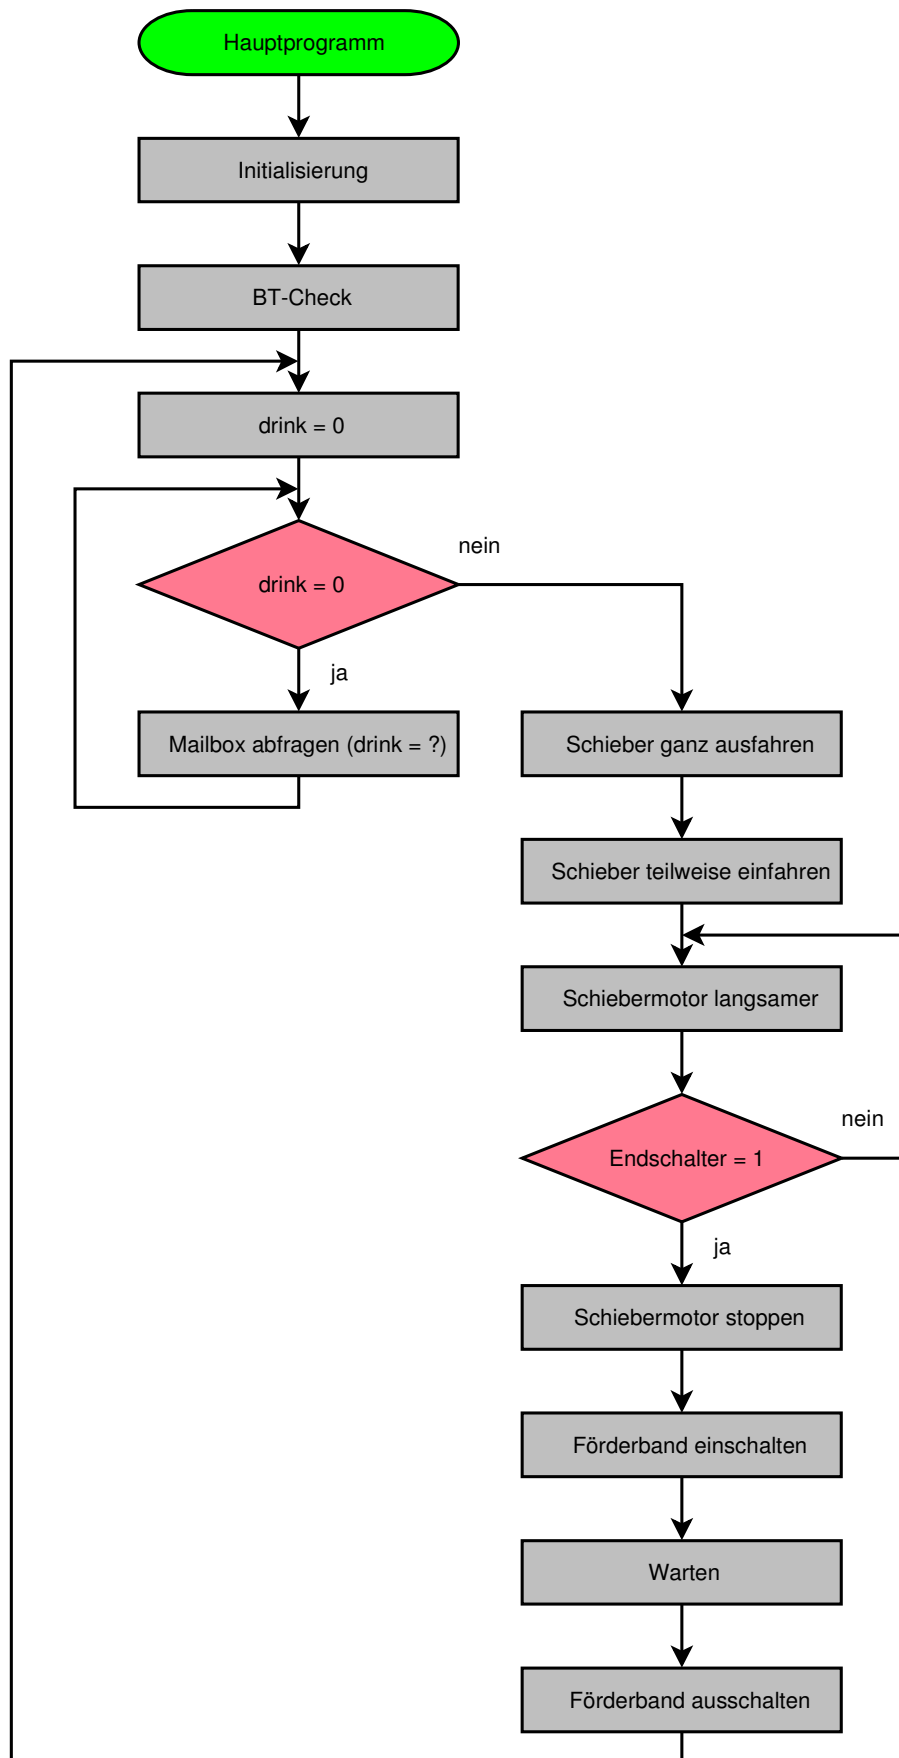 Hauptprogramm
Initialisierung
BT-Check
drink = 0
drink = 0
nein
ja
Mailbox abfragen (drink = ?)
Schieber ganz ausfahren
Schieber teilweise einfahren
Schiebermotor langsamer
Endschalter = 1
nein
ja
Schiebermotor stoppen
Förderband einschalten
Warten
Förderband ausschalten